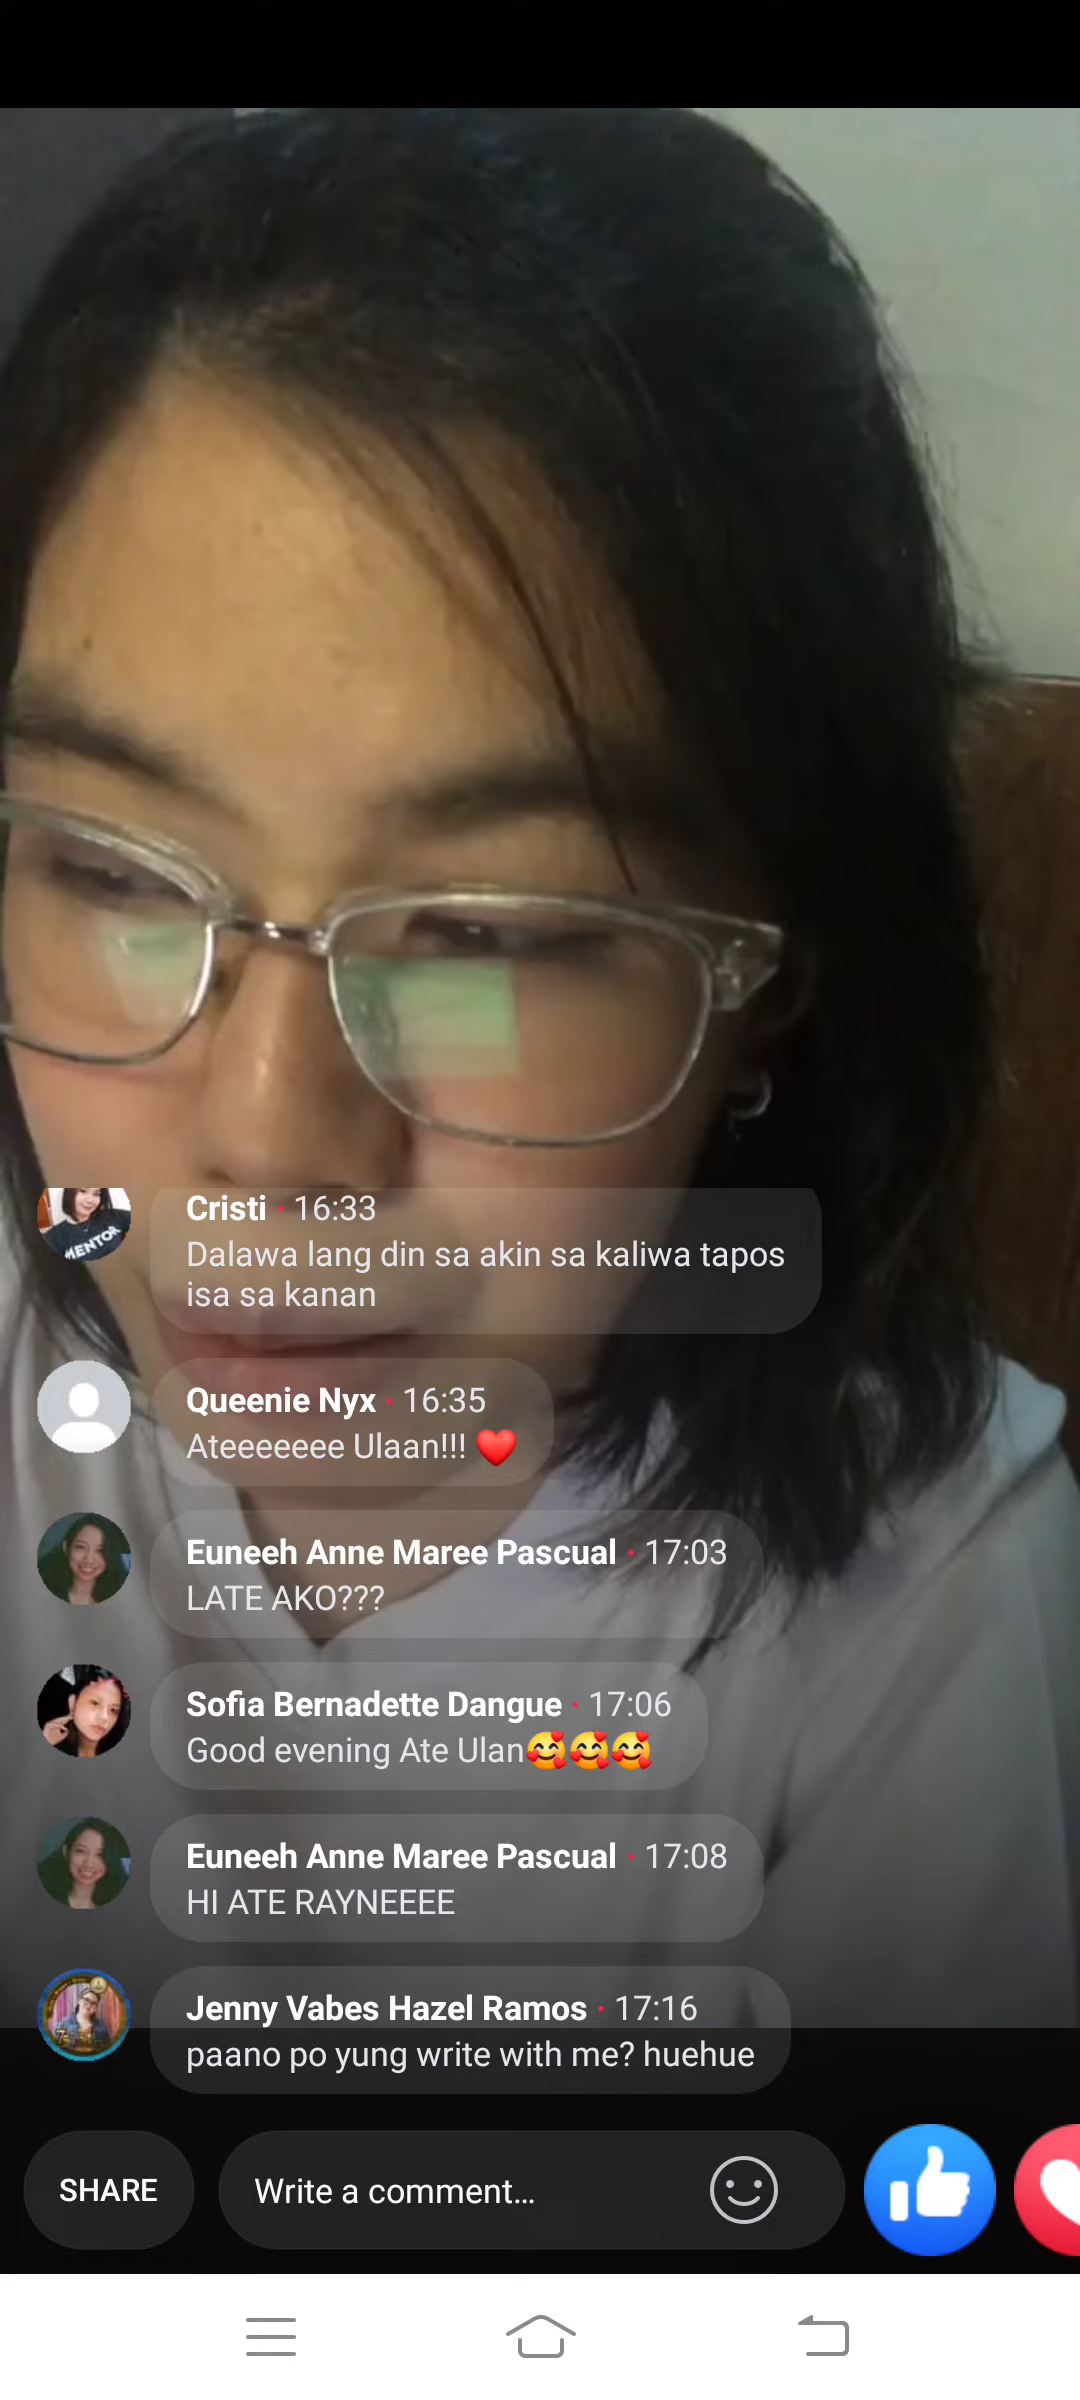 MENTOR
Cristi · 16:33
Dalawa lang din sa akin sa kaliwa tapos
isa sa kanan
Queenie Nyx · 16:35
Ateeeeeee Ulaan!!! ❤️
Euneeh Anne Maree Pascual · 17:03
LATE AKO???
Sofia Bernadette Dangue · 17:06
Good evening Ate Ulan🥰🥰🥰
Euneeh Anne Maree Pascual · 17:08
HI ATE RAYNEEEE
Jenny Vabes Hazel Ramos · 17:16
paano po yung write with me? huehue
SHARE
Write a comment...